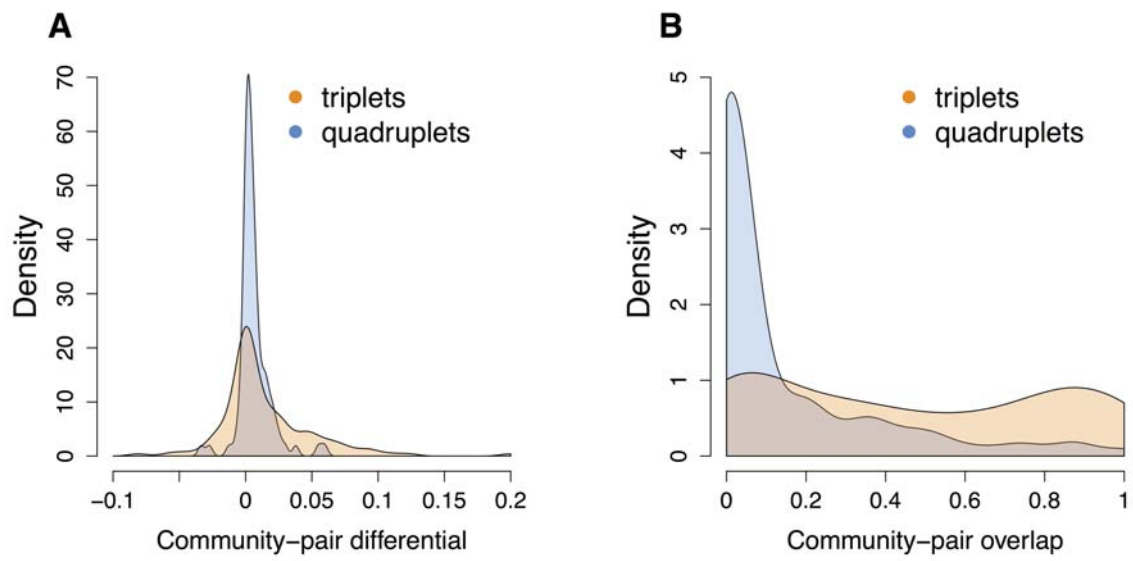 A
Density
70
60
50
40
30
20
10
0
triplets
quadruplets
−0.1
0
0.05
0.1
0.15
0.2
Community−pair differential
B
Density
5
4
3
2
1
0
triplets
quadruplets
0
0.2
0.4
0.6
0.8
1
Community−pair overlap